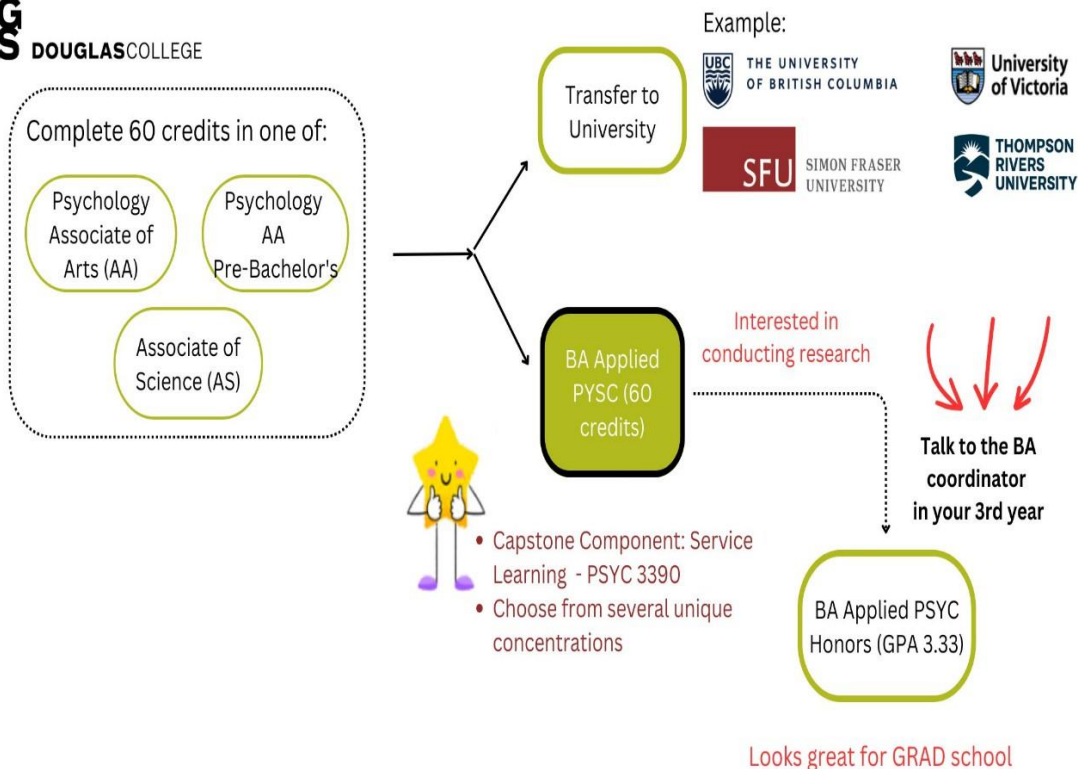 G
S DOUGLASCOLLEGE
Complete 60 credits in one of:
Psychology
Associate of
Arts (AA)
Psychology
AA
Pre-Bachelor's
Associate of
Science (AS)
Transfer to
University
Example:
UBC
THE UNIVERSITY
OF BRITISH COLUMBIA
University
of Victoria
SFU
SIMON FRASER
UNIVERSITY
THOMPSON
RIVERS
UNIVERSITY
BA Applied
PYSC (60
credits)
Interested in
conducting research
Talk to the BA
coordinator
in your 3rd year
• Capstone Component: Service
Learning - PSYC 3390
• Choose from several unique
concentrations
BA Applied PSYC
Honors (GPA 3.33)
Looks great for GRAD school